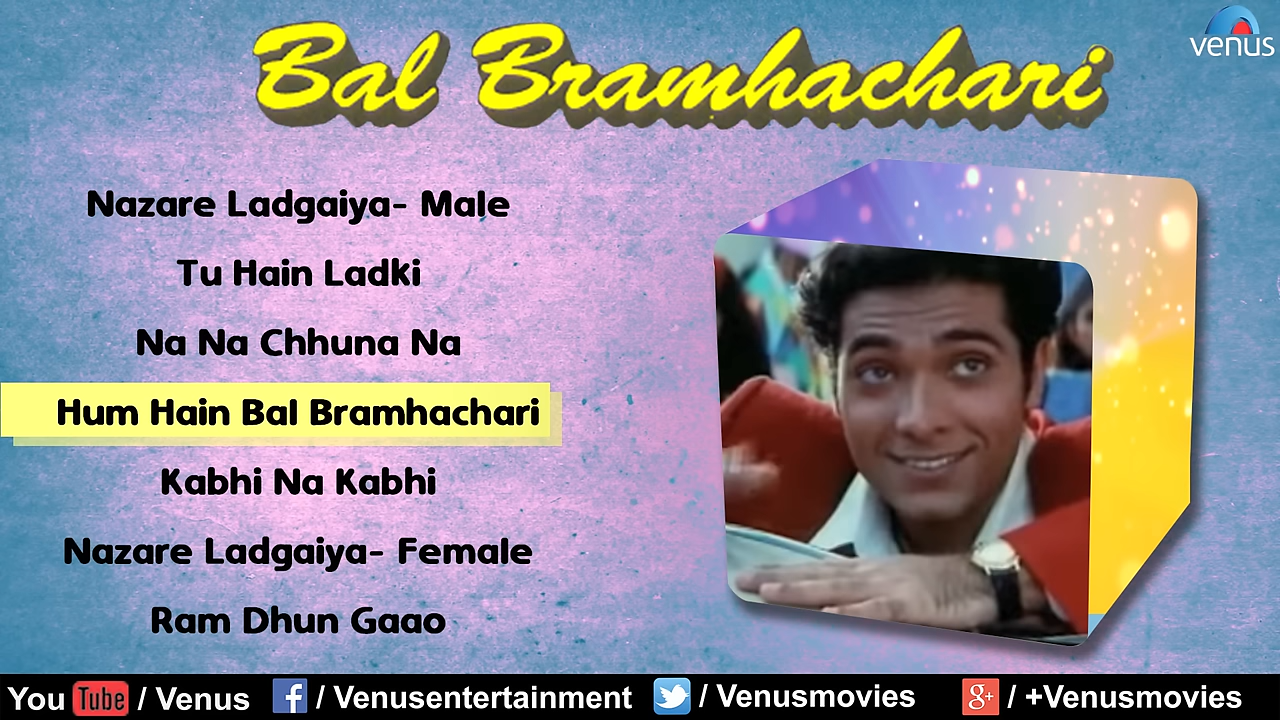 Bal Bramhachari
venus
Nazare Ladgaiya- Male
Tu Hain Ladki
Na Na Chhuna Na
Hum Hain Bal Bramhachari
Kabhi Na Kabhi
Nazare Ladgaiya- Female
Ram Dhun Gaao
You Tube / Venus f / Venusentertainment / Venusmovies g+ / +Venusmovies